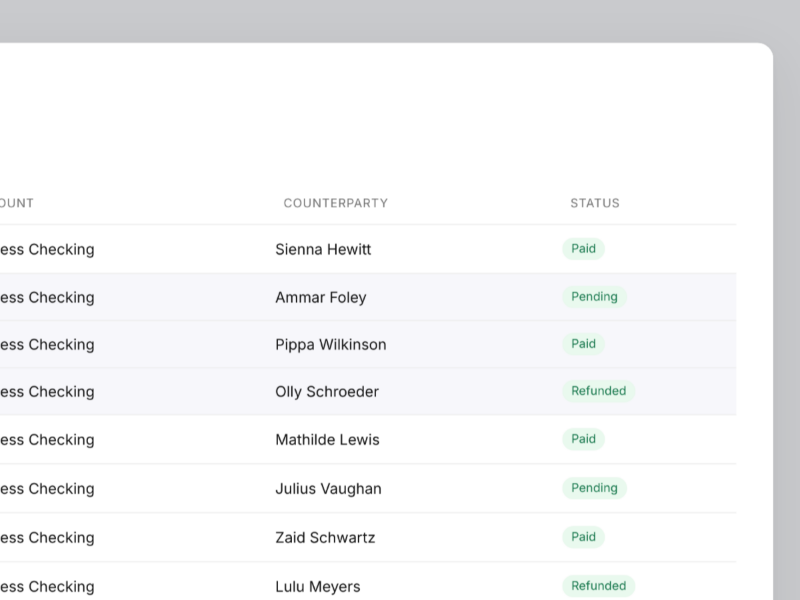 OUNT COUNTERPARTY STATUS
ess Checking Sienna Hewitt Paid
ess Checking Ammar Foley Pending
ess Checking Pippa Wilkinson Paid
ess Checking Olly Schroeder Refunded
ess Checking Mathilde Lewis Paid
ess Checking Julius Vaughan Pending
ess Checking Zaid Schwartz Paid
ess Checking Lulu Meyers Refunded